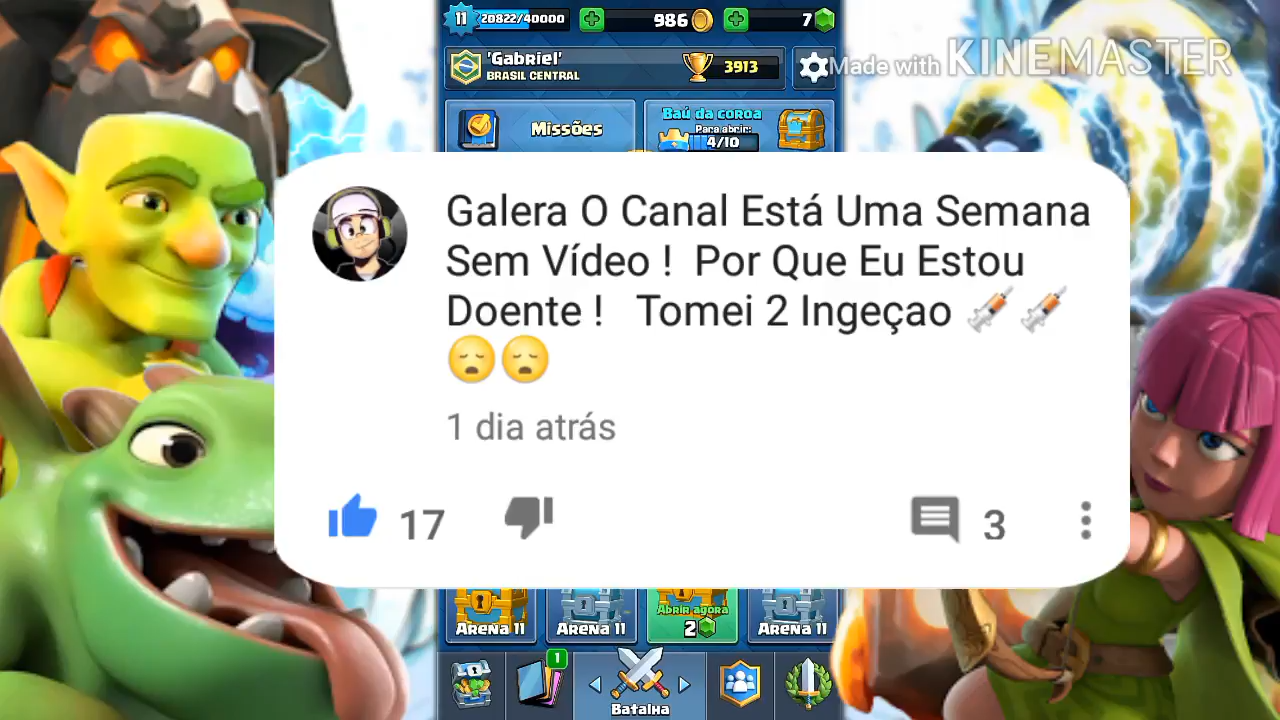 11 20822/40000 986 7
'Gabriel'
BRASIL CENTRAL
3913
Made with KINEMASTER
Missões
Baú da coroa
Para abrir:
4/10
Galera O Canal Está Uma Semana
Sem Vídeo ! Por Que Eu Estou
Doente ! Tomei 2 Ingeçao 💉💉
😳😳
1 dia atrás
17
3
Arena 11
Arena 11
Abrir agora
2
Arena 11
1
Batalha